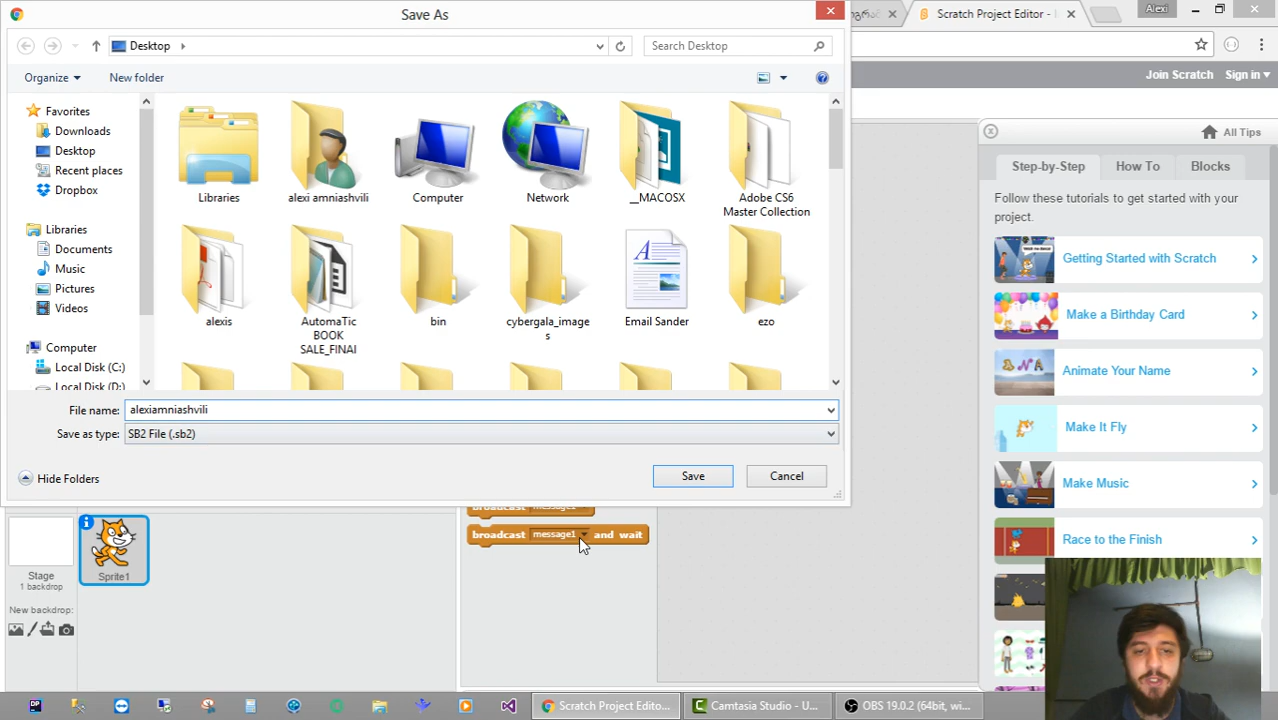 Save As
Desktop
Search Desktop
Organize
New folder
Favorites
Downloads
Desktop
Recent places
Dropbox
Libraries
Documents
Music
Pictures
Videos
Computer
Local Disk (C:)
Local Disk (D:)
Libraries
alexi amniashvili
Computer
Network
__MACOSX
Adobe CS6
Master Collection
alexis
AutomaTic
BOOK
SALE_FINAl
bin
cybergala_image
s
Email Sander
ezo
File name: alexiamniashvili
Save as type: SB2 File (.sb2)
Hide Folders
Save
Cancel
Scratch Project Editor -
Alexi
Join Scratch
Sign in
All Tips
Step-by-Step
How To
Blocks
Follow these tutorials to get started with your
project.
Getting Started with Scratch
Make a Birthday Card
Animate Your Name
Make It Fly
Make Music
Race to the Finish
broadcast message1
broadcast message1 and wait
Stage
1 backdrop
Sprite1
New backdrop:
DP
Scratch Project Edito...
Camtasia Studio - U...
OBS 19.0.2 (64bit, wi...